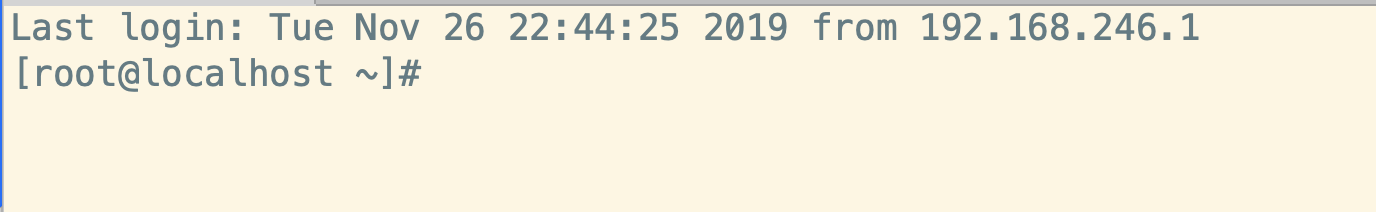 Last login: Tue Nov 26 22:44:25 2019 from 192.168.246.1
[root@localhost ~]#